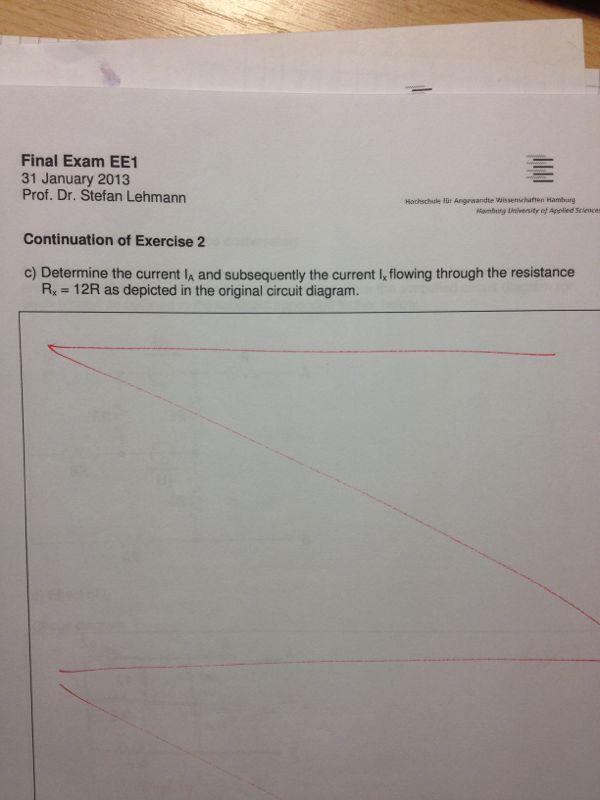 Final Exam EE1
31 January 2013
Prof. Dr. Stefan Lehmann
Hochschule für Angewandte Wissenschaften Hamburg
Hamburg University of Applied Sciences
Continuation of Exercise 2
c) Determine the current I_A and subsequently the current I_x flowing through the resistance
R_x = 12R as depicted in the original circuit diagram.